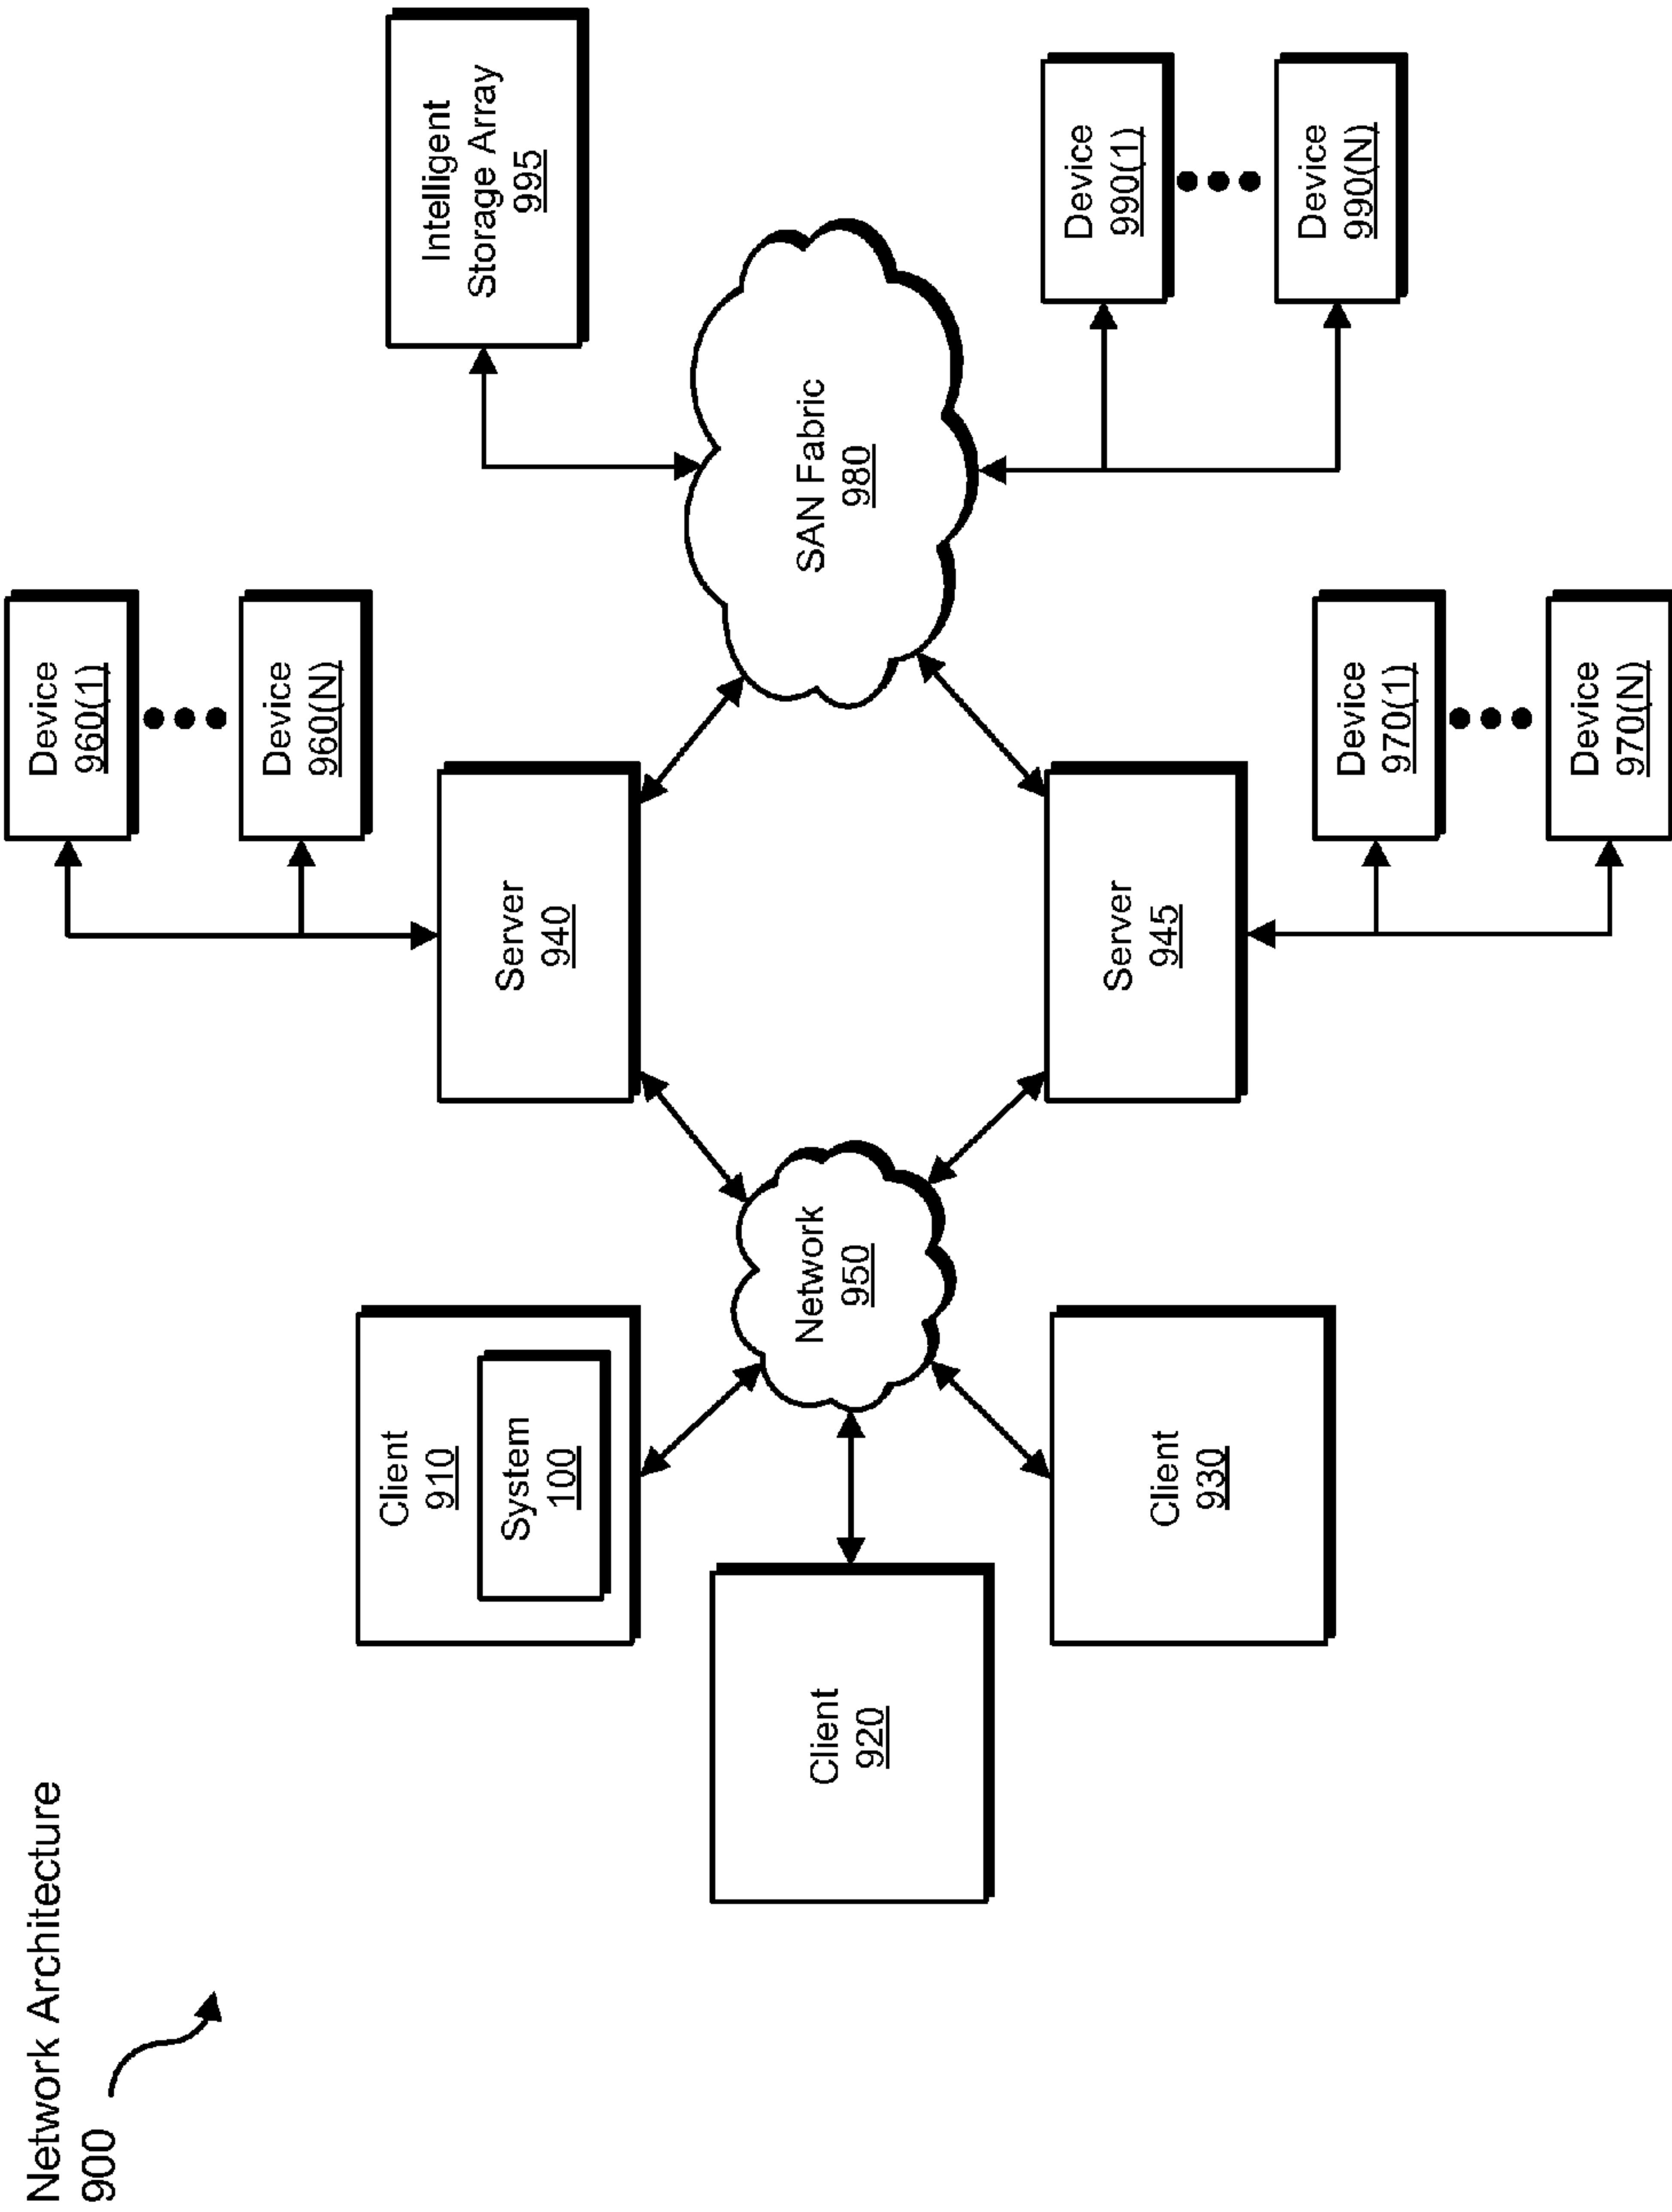 Network Architecture
900
Client
910
System
100
Client
920
Client
930
Network
950
Server
940
Server
945
Device
960(1)
Device
960(N)
Device
970(1)
Device
970(N)
SAN Fabric
980
Intelligent
Storage Array
995
Device
990(1)
Device
990(N)